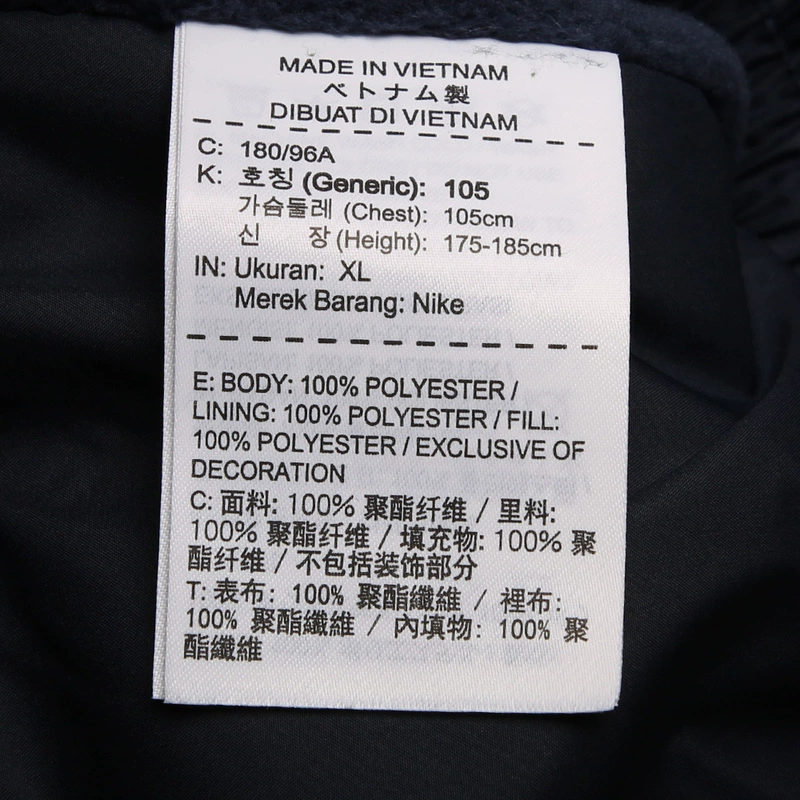 MADE IN VIETNAM
ベトナム製
DIBUAT DI VIETNAM
C: 180/96A
K: 호칭 (Generic): 105
가슴둘레 (Chest): 105cm
신 장 (Height): 175-185cm
IN: Ukuran: XL
Merek Barang: Nike
E: BODY: 100% POLYESTER /
LINING: 100% POLYESTER / FILL:
100% POLYESTER / EXCLUSIVE OF
DECORATION
C: 面料: 100% 聚酯纤维 / 里料:
100% 聚酯纤维 / 填充物: 100% 聚
酯纤维 / 不包括装饰部分
T: 表布: 100% 聚酯纖維 / 裡布:
100% 聚酯纖維 / 內填物: 100% 聚
酯纖維